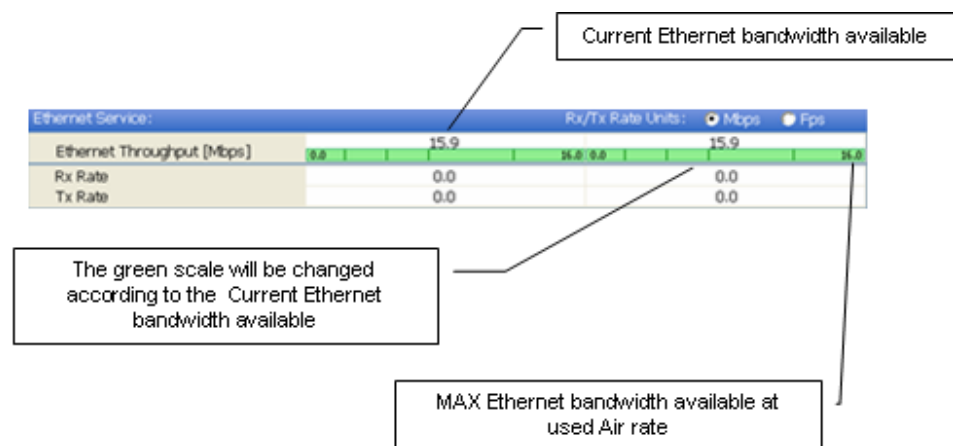 Current Ethernet bandwidth available
Ethernet Service: Rx/Tx Rate Units: Mbps Fps
Ethernet Throughput [Mbps] 15.9 15.9
0.0 16.0 0.0 16.0
Rx Rate 0.0 0.0
Tx Rate 0.0 0.0
The green scale will be changed
according to the Current Ethernet
bandwidth available
MAX Ethernet bandwidth available at
used Air rate